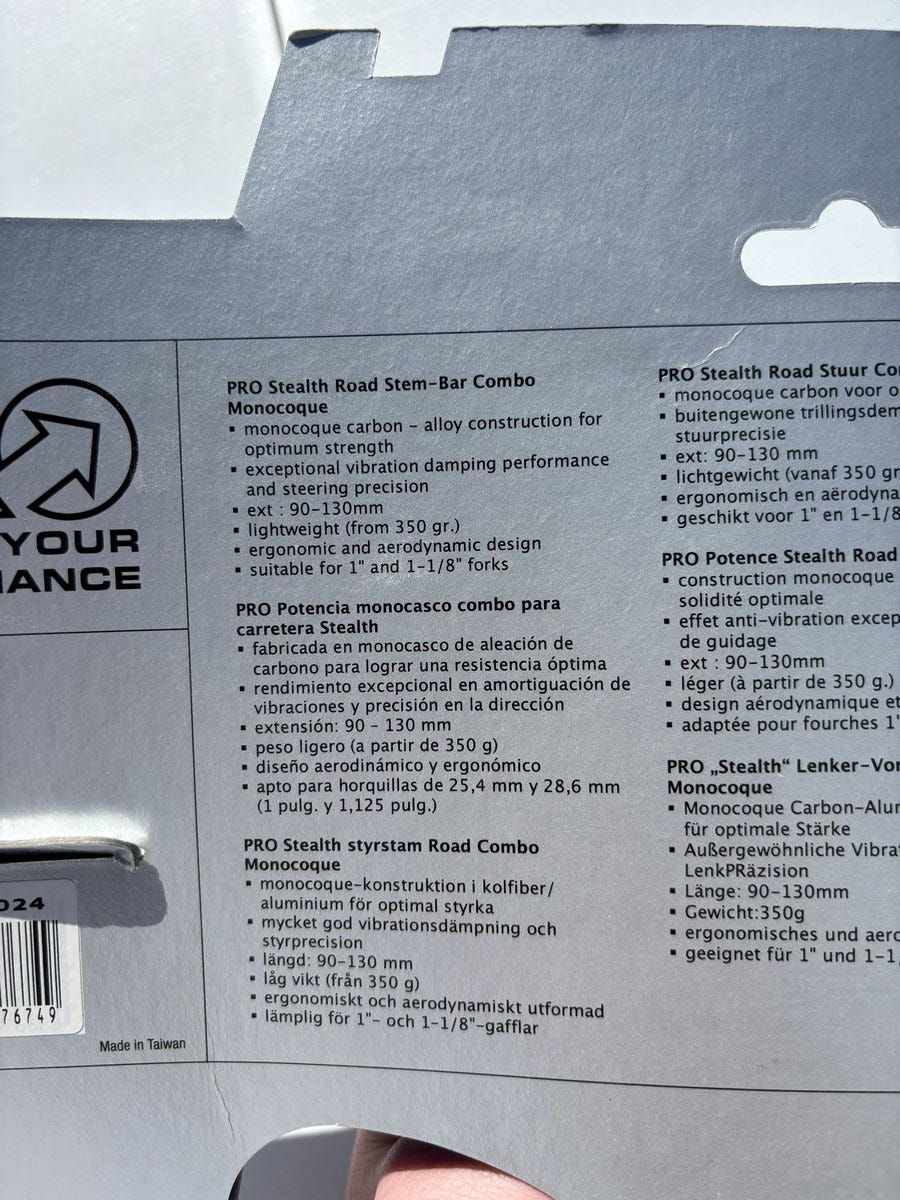 YOUR
PRO Stealth Road Stem-Bar Combo
Monocoque
▪ monocoque carbon - alloy construction for
optimum strength
▪ exceptional vibration damping performance
and steering precision
▪ ext : 90-130mm
▪ lightweight (from 350 gr.)
▪ ergonomic and aerodynamic design
▪ suitable for 1" and 1-1/8" forks
PRO Potencia monocasco combo para
carretera Stealth
▪ fabricada en monocasco de aleación de
carbono para lograr una resistencia óptima
▪ rendimiento excepcional en amortiguación de
vibraciones y precisión en la dirección
▪ extensión: 90 - 130 mm
▪ peso ligero (a partir de 350 g)
▪ diseño aerodinámico y ergonómico
▪ apto para horquillas de 25,4 mm y 28,6 mm
(1 pulg. y 1,125 pulg.)
PRO Stealth styrstam Road Combo
Monocoque
▪ monocoque-konstruktion i kolfiber/
aluminium för optimal styrka
▪ mycket god vibrationsdämpning och
styrprecision
▪ längd: 90-130 mm
▪ låg vikt (från 350 g)
▪ ergonomiskt och aerodynamiskt utformad
▪ lämplig för 1"- och 1-1/8"-gafflar
PRO Stealth Road Stuur
▪ monocoque carbon voor
▪ buitengewone
stuurprecisie
▪ ext: 90-130 mm
▪ lichtgewicht (vanaf 350 gr
▪ ergonomisch en
▪ geschikt voor 1" en 1-1/8
PRO Potence Stealth Road
▪ construction monocoque
solidité optimale
▪ effet anti-vibration
de guidage
▪ ext : 90-130mm
▪ léger (à partir de 350 g.)
▪ design aérodynamique et
▪ adaptée pour fourches 1"
PRO „Stealth“
Monocoque
▪ Monocoque
für optimale Stärke
▪ Außergewöhnliche
LenkPRäzision
▪ Länge: 90-130mm
▪ Gewicht:350g
▪ ergonomisches und
▪ geeignet für 1" und 1-1/
024
76749
Made in Taiwan